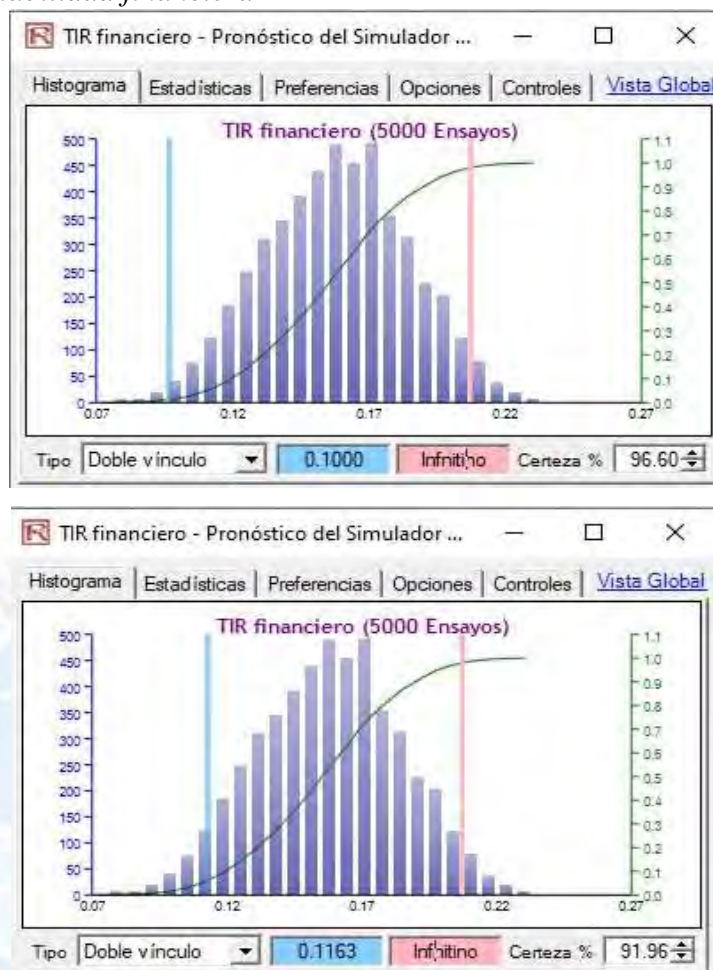 TIR financiero - Pronóstico del Simulador ...
Histograma Estadísticas Preferencias Opciones Controles Vista Global
TIR financiero (5000 Ensayos)
500 1.1
450 1.0
400 0.9
350 0.8
300 0.7
250 0.6
200 0.5
150 0.4
100 0.3
50 0.2
0 0.1
0.0
0.07 0.12 0.17 0.22 0.27
Tipo Doble vínculo 0.1000 Certeza % 96.60
TIR financiero - Pronóstico del Simulador ...
Histograma Estadísticas Preferencias Opciones Controles Vista Global
TIR financiero (5000 Ensayos)
500 1.1
450 1.0
400 0.9
350 0.8
300 0.7
250 0.6
200 0.5
150 0.4
100 0.3
50 0.2
0 0.1
0.0
0.07 0.12 0.17 0.22 0.27
Tipo Doble vínculo 0.1163 Certeza % 91.96